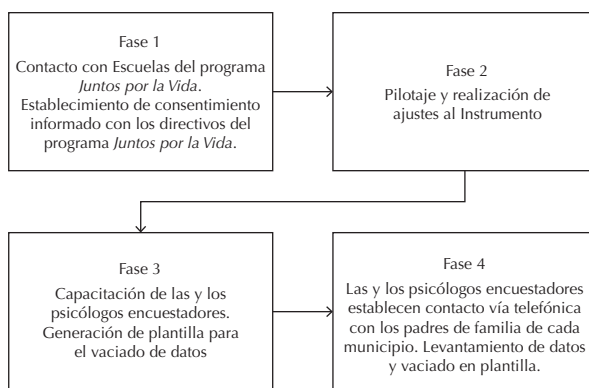 Fase 1
Contacto con Escuelas del programa
Juntos por la Vida.
Establecimiento de consentimiento
informado con los directivos del
programa Juntos por la Vida.
Fase 2
Pilotaje y realización de
ajustes al Instrumento
Fase 3
Capacitación de las y los
psicólogos encuestadores.
Generación de plantilla para
el vaciado de datos
Fase 4
Las y los psicólogos encuestadores
establecen contacto vía telefónica
con los padres de familia de cada
municipio. Levantamiento de datos
y vaciado en plantilla.